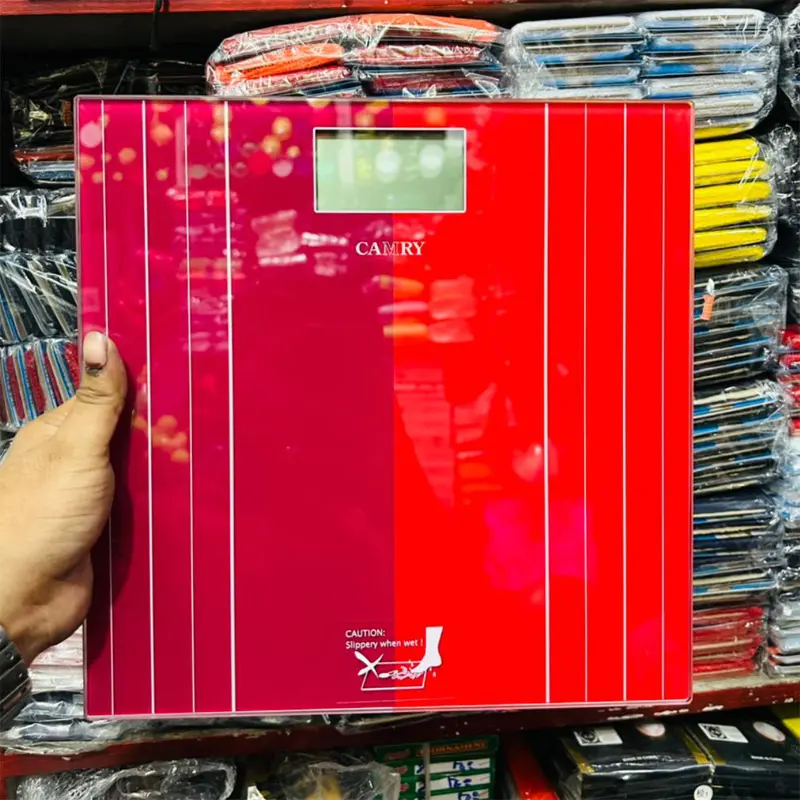 CAMRY
CAUTION:
Slippery when wet !